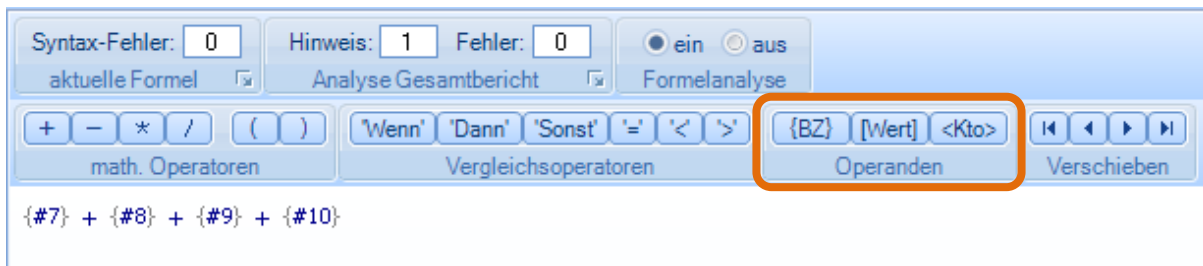 Syntax-Fehler: 0 Hinweis: 1 Fehler: 0 ein aus
aktuelle Formel Analyse Gesamtbericht Formelanalyse
+ − * / ( ) 'Wenn' 'Dann' 'Sonst' '=' '<' '>' {BZ} [Wert] <Kto>
math. Operatoren Vergleichsoperatoren Operanden Verschieben
{#7} + {#8} + {#9} + {#10}